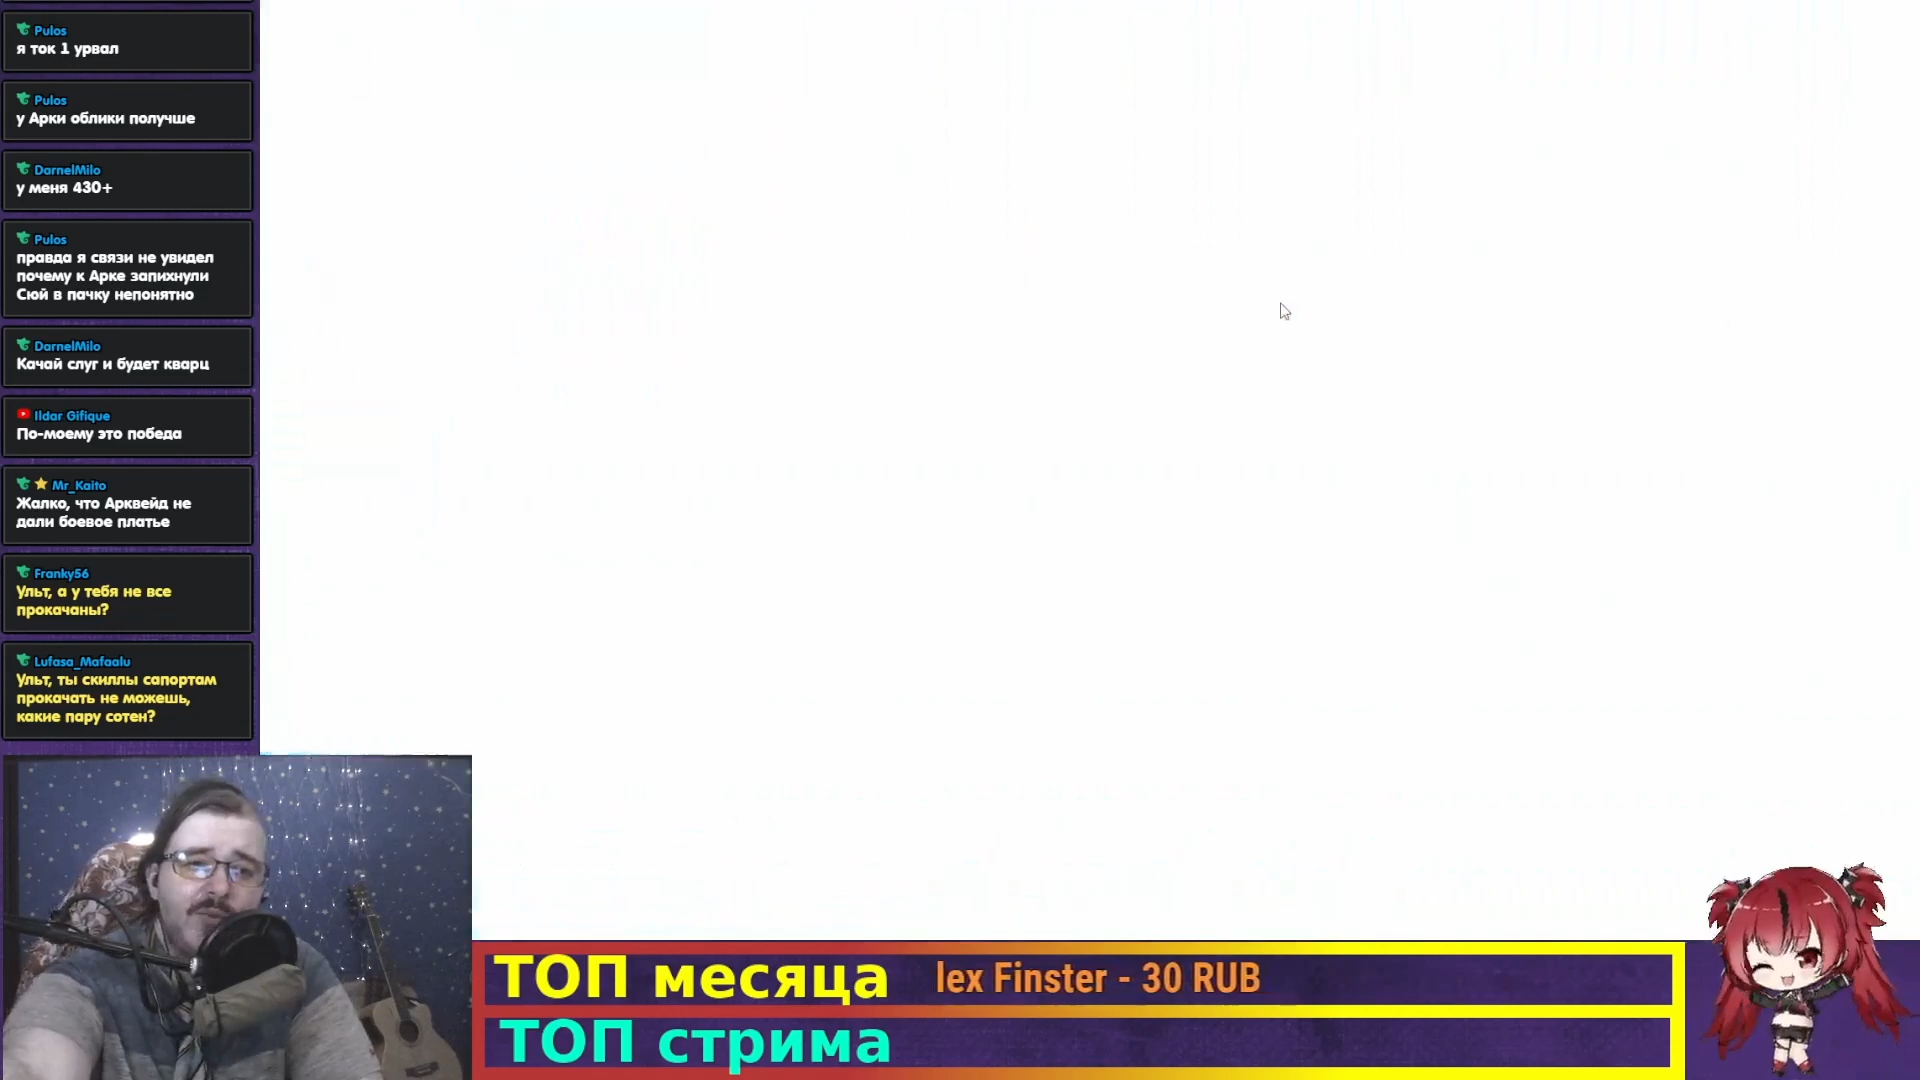 Pulos
я ток 1 урвал
Pulos
у Арки облики получше
DarnelMilo
у меня 430+
Pulos
правда я связи не увидел
почему к Арке запихнули
Сюй в пачку непонятно
DarnelMilo
Качай слуг и будет кварц
Ildar Gifique
По-моему это победа
Mr_Kaito
Жалко, что Арквейд не
дали боевое платье
Franky56
Ульт, а у тебя не все
прокачаны?
Lufasa_Mafaalu
Ульт, ты скиллы сапортам
прокачать не можешь,
какие пару сотен?
ТОП месяца lex Finster - 30 RUB
ТОП стрима